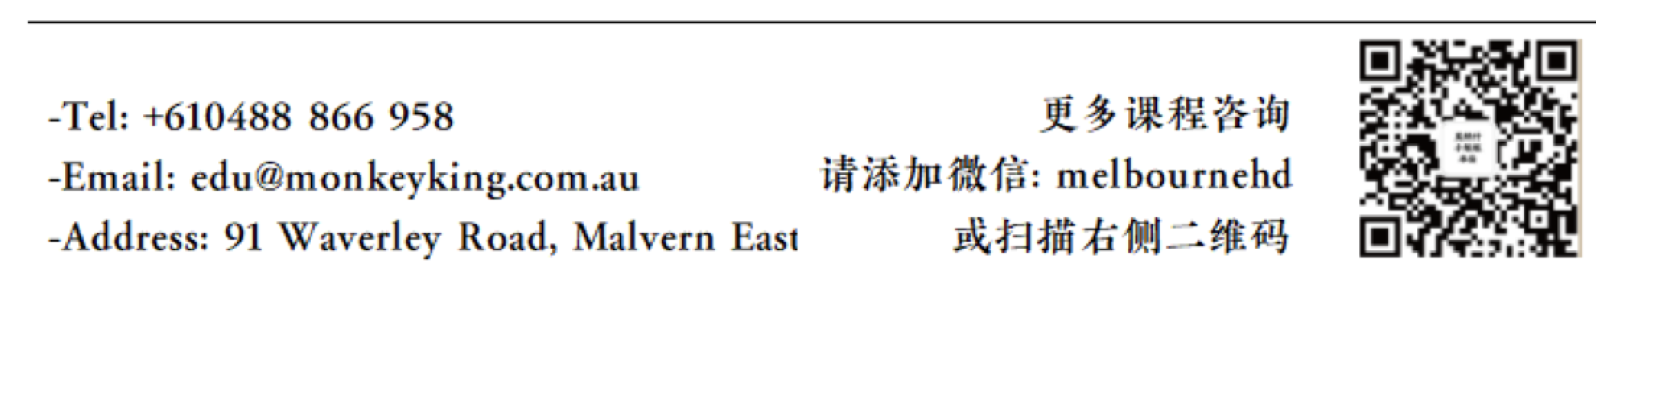 -Tel: +610488 866 958
-Email: edu@monkeyking.com.au
-Address: 91 Waverley Road, Malvern East
更多课程咨询
请添加微信: melbournehd
或扫描右侧二维码